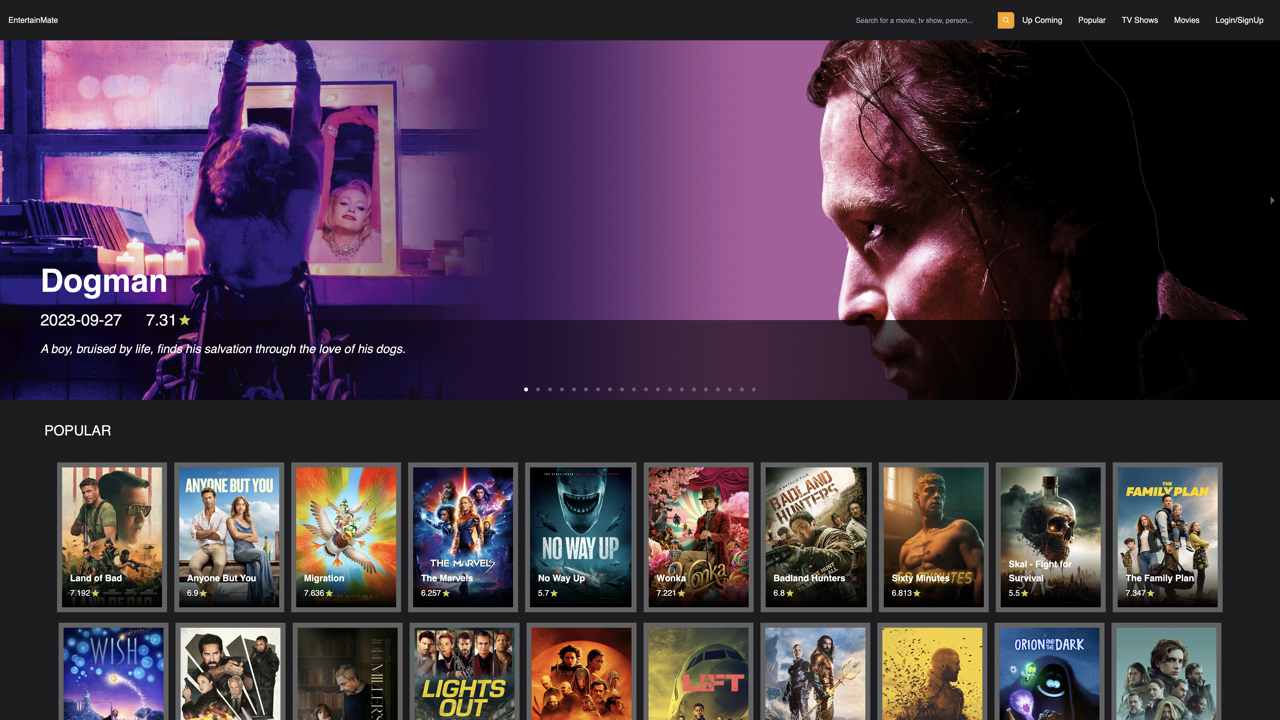 EntertainMate
Search for a movie, tv show, person...
Up Coming
Popular
TV Shows
Movies
Login/SignUp
Dogman
2023-09-27 7.31
A boy, bruised by life, finds his salvation through the love of his dogs.
POPULAR
Land of Bad
7.192
LAND OF BAD
ANYONE BUT YOU
Anyone But You
6.9
Migration
7.636
THE MARVELS
The Marvels
6.257
NO WAY UP
No Way Up
5.7
Wonka
Wonka
7.221
BADLAND
HUNTERS
Badland Hunters
6.8
Sixty Minutes
6.813
Skal - Fight for
Survival
5.5
THE
FAMILY PLAN
The Family Plan
7.347
WISH
LIGHTS
OUT
LIFT
ORION AND THE DARK